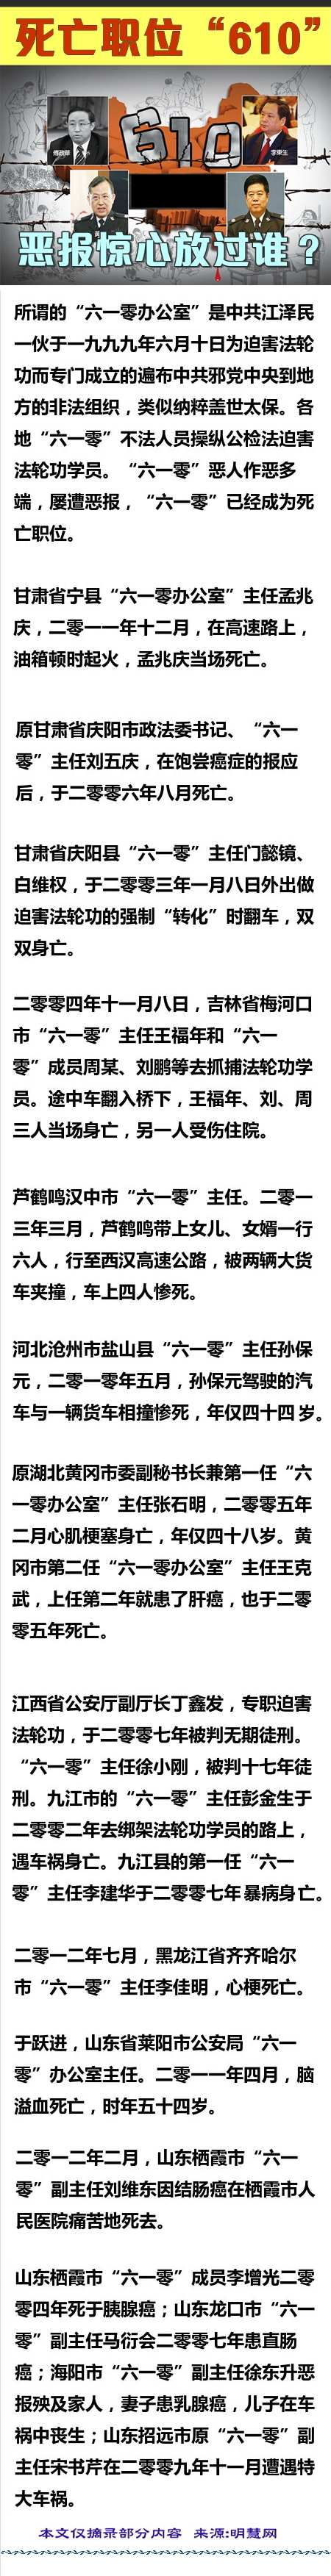 死亡职位“610”
610
傅政华
李东生
恶报惊心放过谁？
所谓的“六一零办公室”是中共江泽民
一伙于一九九九年六月十日为迫害法轮
功而专门成立的遍布中共邪党中央到地
方的非法组织，类似纳粹盖世太保。各
地“六一零”不法人员操纵公检法迫害
法轮功学员。“六一零”恶人作恶多
端，屡遭恶报，“六一零”已经成为死
亡职位。
甘肃省宁县“六一零办公室”主任孟兆
庆，二零一一年十二月，在高速路上，
油箱顿时起火，孟兆庆当场死亡。
原甘肃省庆阳市政法委书记、“六一
零”主任刘五庆，在饱尝癌症的报应
后，于二零零六年八月死亡。
甘肃省庆阳县“六一零”主任门懿镜、
白维权，于二零零三年一月八日外出做
迫害法轮功的强制“转化”时翻车，双
双身亡。
二零零四年十一月八日，吉林省梅河口
市“六一零”主任王福年和“六一
零”成员周某、刘鹏等去抓捕法轮功学
员。途中车翻入桥下，王福年、刘、周
三人当场身亡，另一人受伤住院。
芦鹤鸣汉中市“六一零”主任。二零一
三年三月，芦鹤鸣带上女儿、女婿一行
六人，行至西汉高速公路，被两辆大货
车夹撞，车上四人惨死。
河北沧州市盐山县“六一零”主任孙保
元，二零一零年五月，孙保元驾驶的汽
车与一辆货车相撞惨死，年仅四十四岁。
原湖北黄冈市委副秘书长兼第一任“六
一零办公室”主任张石明，二零零五年
二月心肌梗塞身亡，年仅四十八岁。黄
冈市第二任“六一零办公室”主任王克
武，上任第二年就患了肝癌，也于二零
零五年死亡。
江西省公安厅副厅长丁鑫发，专职迫害
法轮功，于二零零七年被判无期徒刑。
“六一零”主任徐小刚，被判十七年徒
刑。九江市的“六一零”主任彭金生于
二零零二年去绑架法轮功学员的路上，
遇车祸身亡。九江县的第一任“六一
零”主任李建华于二零零七年暴病身亡。
二零一二年七月，黑龙江省齐齐哈尔
市“六一零”主任李佳明，心梗死亡。
于跃进，山东省莱阳市公安局“六一
零”办公室主任。二零一一年四月，脑
溢血死亡，时年五十四岁。
二零一二年二月，山东栖霞市“六一
零”副主任刘维东因结肠癌在栖霞市人
民医院痛苦地死去。
山东栖霞市“六一零”成员李增光二零
零四年死于胰腺癌；山东龙口市“六一
零”副主任马衍会二零零七年患直肠
癌；海阳市“六一零”副主任徐东升恶
报殃及家人，妻子患乳腺癌，儿子在车
祸中丧生；山东招远市原“六一零”副
主任宋书芹在二零零九年十一月遭遇特
大车祸。
本文仅摘录部分内容 来源:明慧网